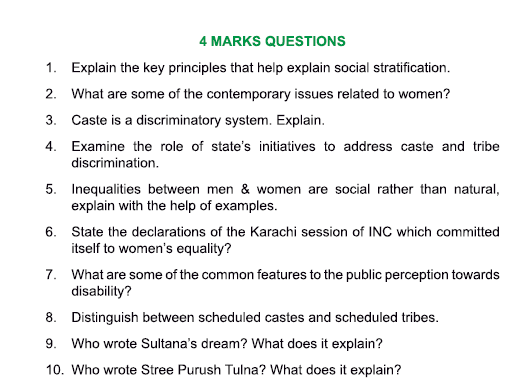 4 MARKS QUESTIONS
1. Explain the key principles that help explain social stratification.
2. What are some of the contemporary issues related to women?
3. Caste is a discriminatory system. Explain.
4. Examine the role of state's initiatives to address caste and tribe
discrimination.
5. Inequalities between men & women are social rather than natural,
explain with the help of examples.
6. State the declarations of the Karachi session of INC which committed
itself to women's equality?
7. What are some of the common features to the public perception towards
disability?
8. Distinguish between scheduled castes and scheduled tribes.
9. Who wrote Sultana's dream? What does it explain?
10. Who wrote Stree Purush Tulna? What does it explain?